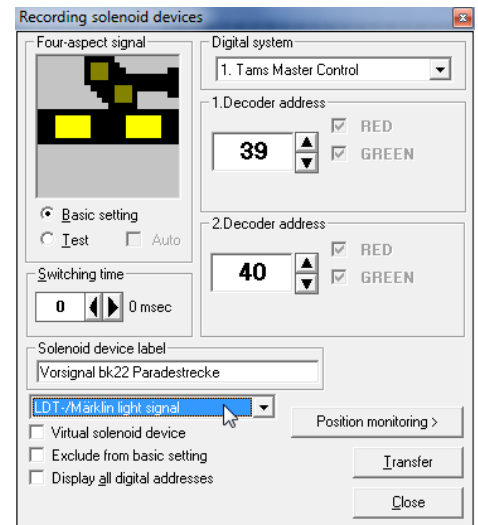 Recording solenoid devices
Four-aspect signal
Basic setting
Test
Auto
Switching time
0
0 msec
Digital system
1. Tams Master Control
1.Decoder address
39
RED
GREEN
2.Decoder address
40
RED
GREEN
Solenoid device label
Vorsignal bk22 Paradestrecke
LDT-/Märklin light signal
Virtual solenoid device
Exclude from basic setting
Display all digital addresses
Position monitoring >
Transfer
Close